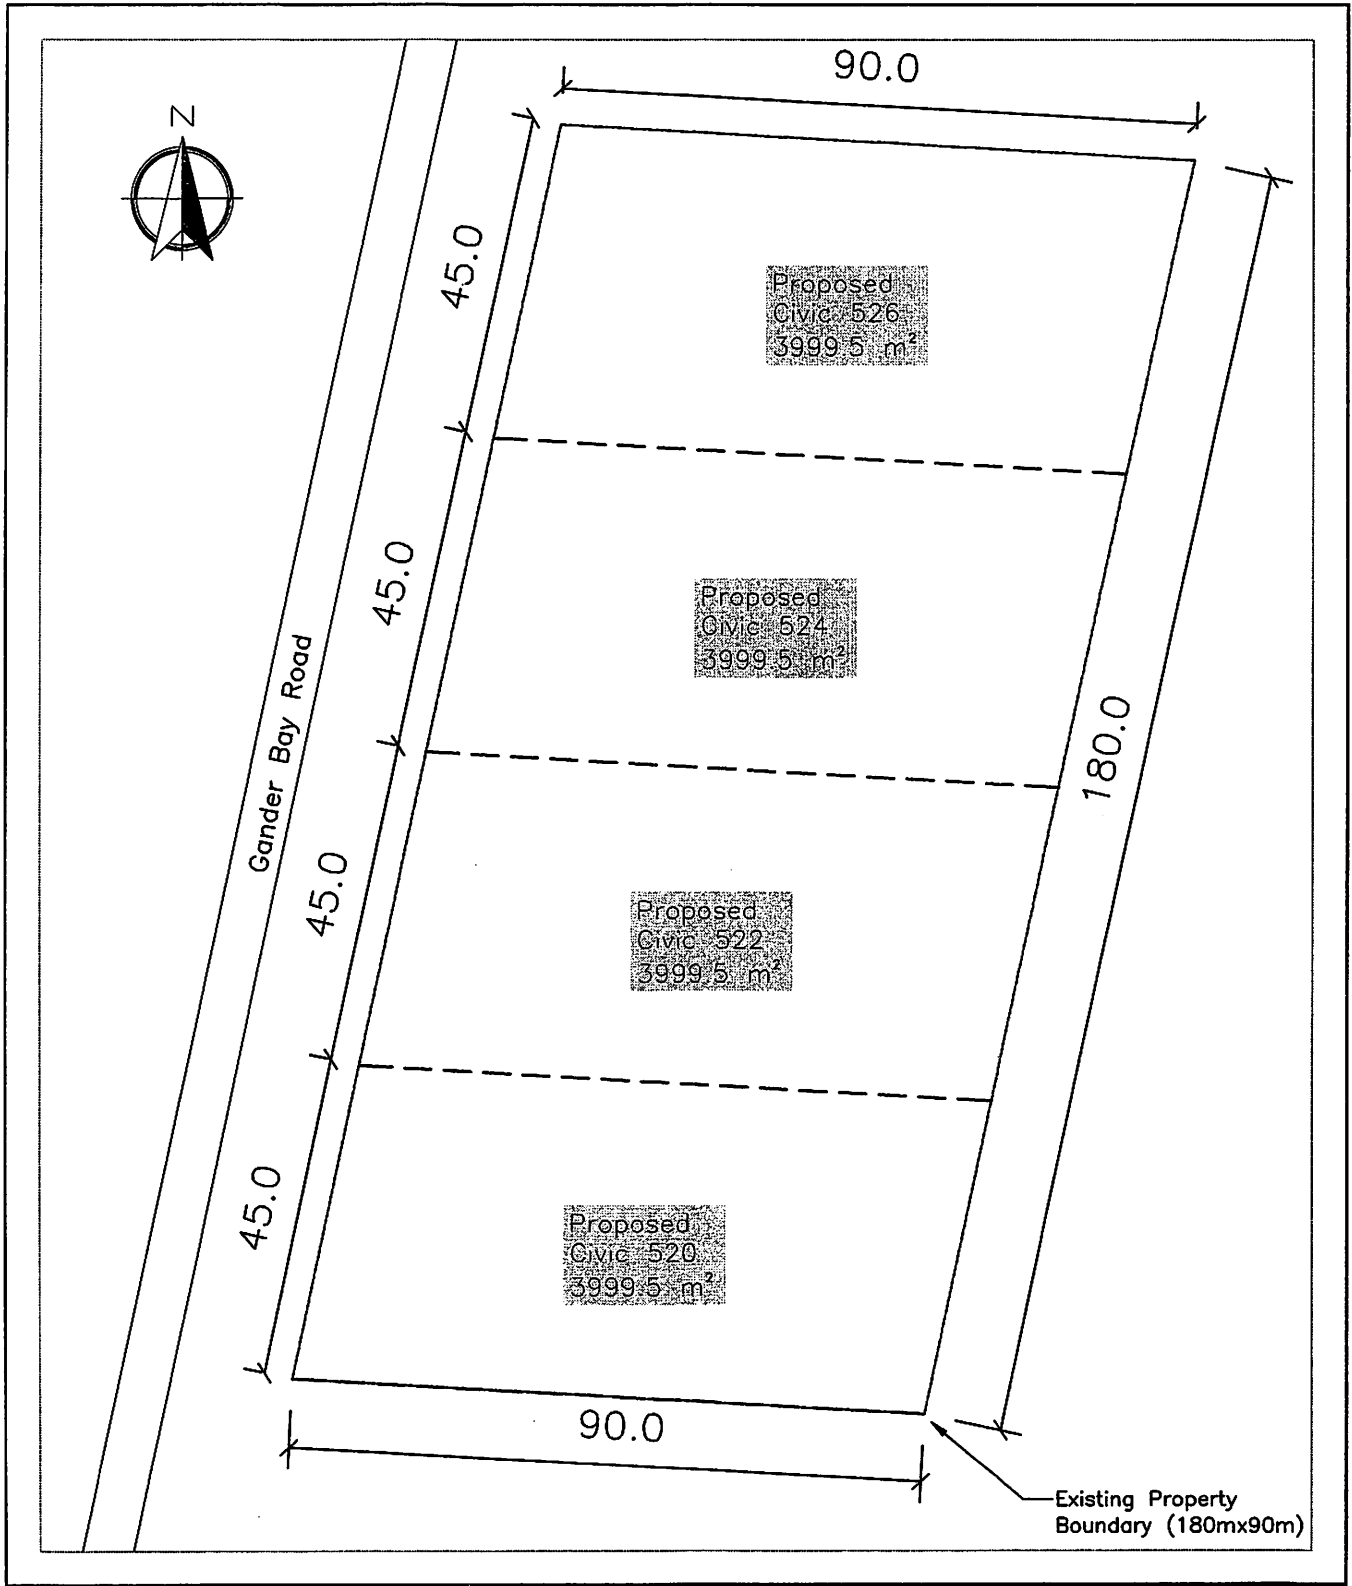 90.0
N
45.0
Proposed
Civic 526
3999.5 m²
45.0
Proposed
Civic 524
3999.5 m²
Gander Bay Road
180.0
45.0
Proposed
Civic 522
3999.5 m²
45.0
Proposed
Civic 520
3999.5 m²
90.0
Existing Property
Boundary (180mx90m)